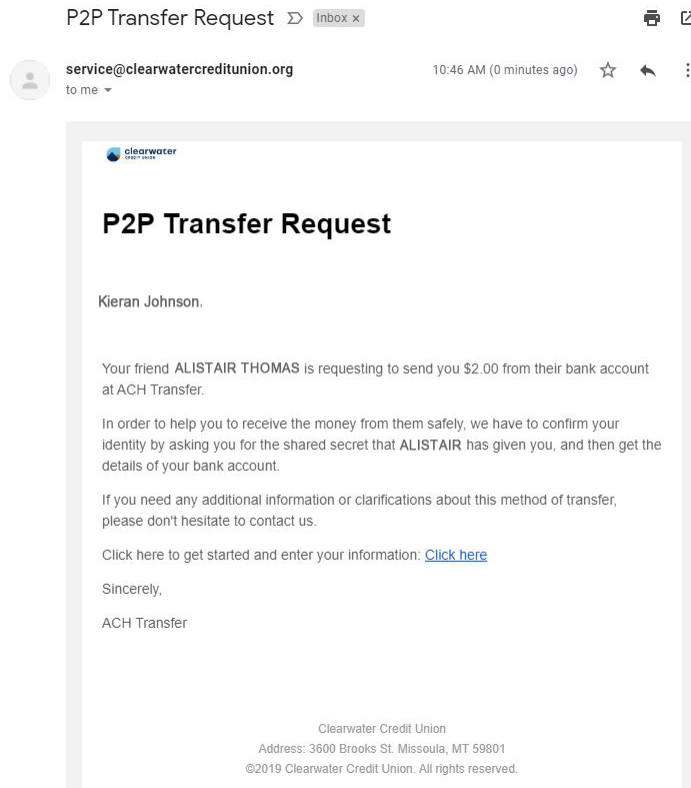 P2P Transfer Request Inbox ×
service@clearwatercreditunion.org 10:46 AM (0 minutes ago)
to me
clearwater
CREDIT UNION
P2P Transfer Request
Kieran Johnson,
Your friend ALISTAIR THOMAS is requesting to send you $2.00 from their bank account
at ACH Transfer.
In order to help you to receive the money from them safely, we have to confirm your
identity by asking you for the shared secret that ALISTAIR has given you, and then get the
details of your bank account.
If you need any additional information or clarifications about this method of transfer,
please don't hesitate to contact us.
Click here to get started and enter your information: Click here
Sincerely,
ACH Transfer
Clearwater Credit Union
Address: 3600 Brooks St. Missoula, MT 59801
©2019 Clearwater Credit Union. All rights reserved.